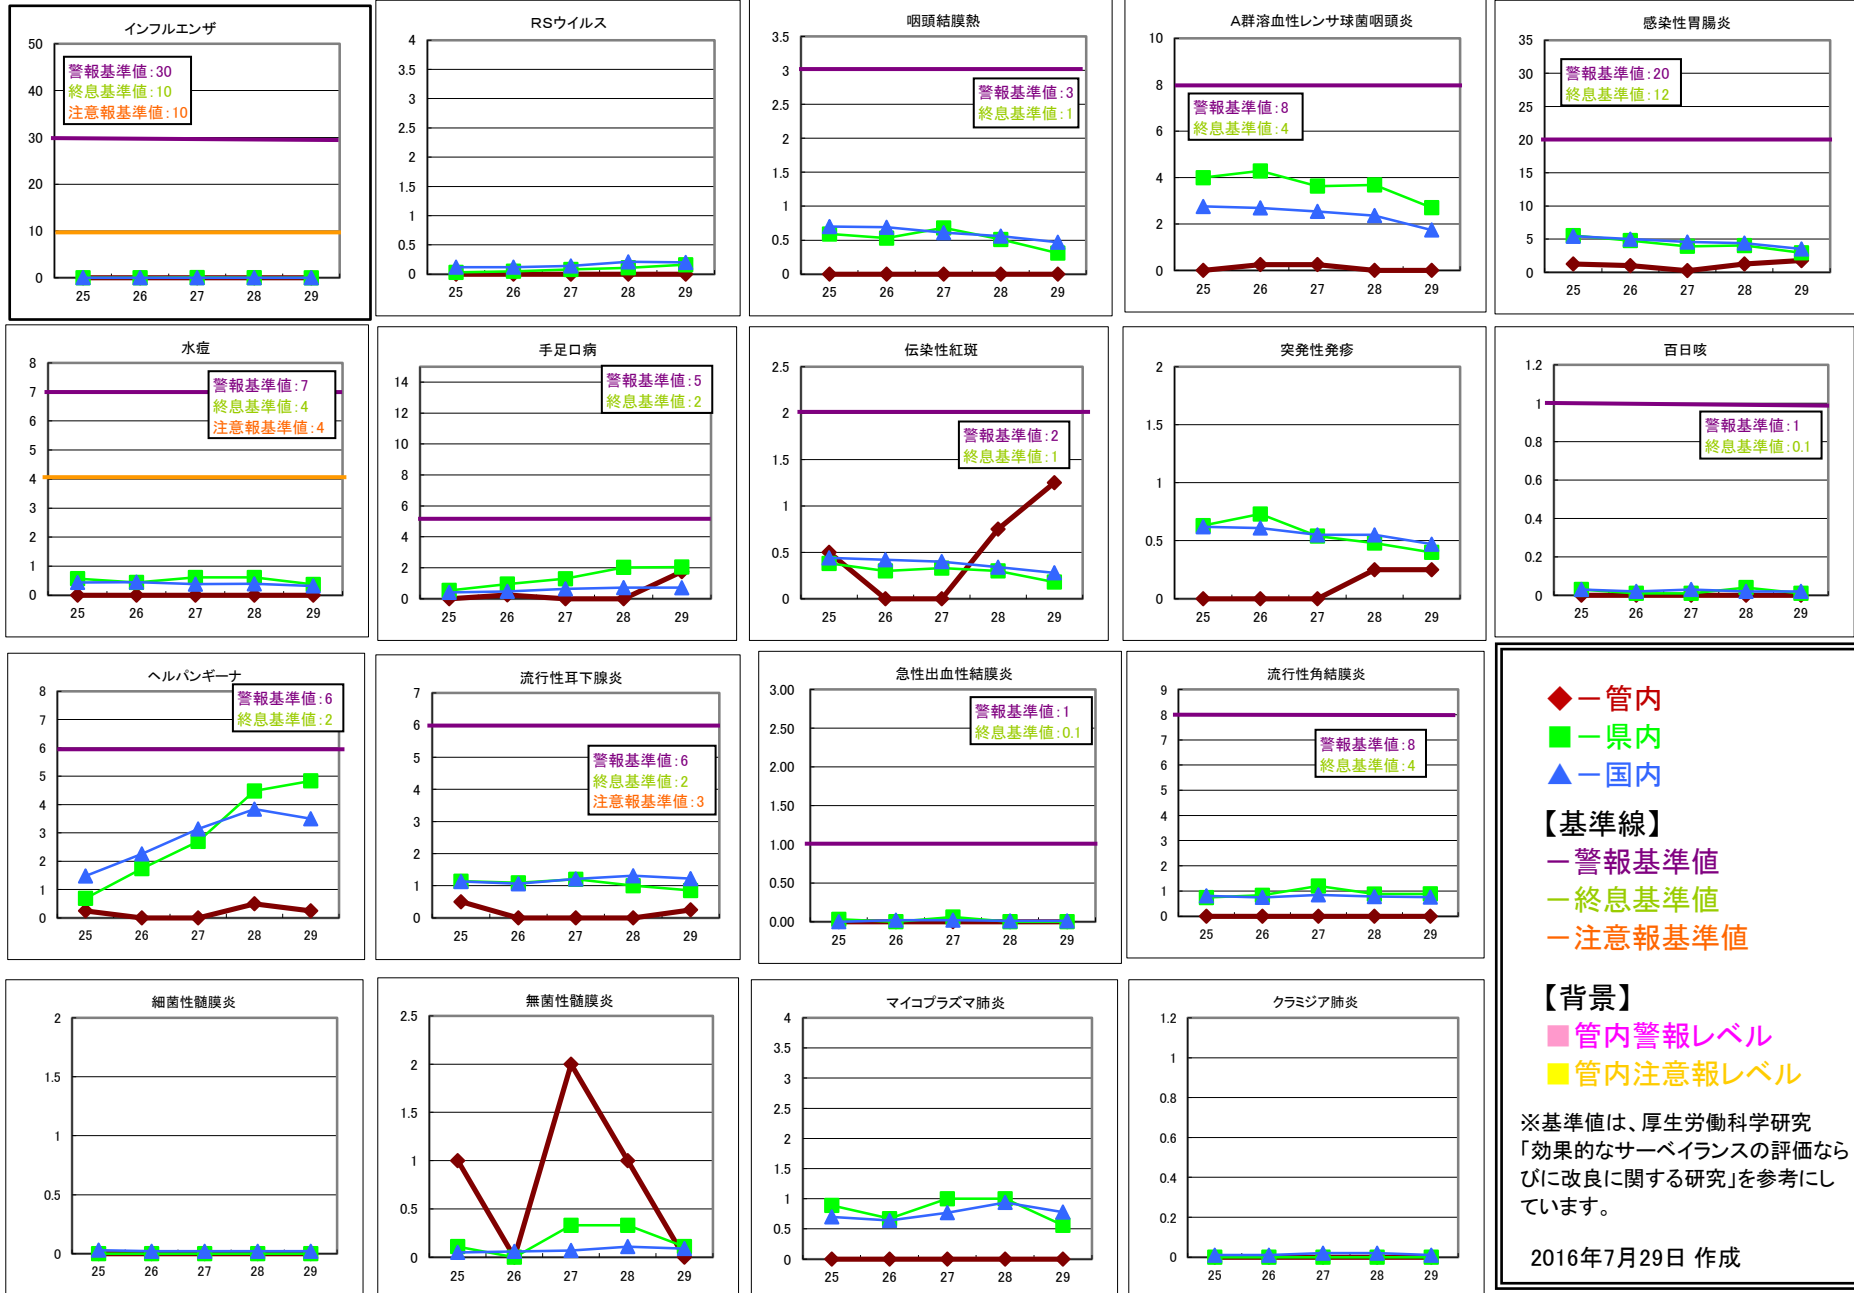 インフルエンザ
50
40
30
20
10
0
警報基準値:30
終息基準値:10
注意報基準値:10
25 26 27 28 29
RSウイルス
4
3.5
3
2.5
2
1.5
1
0.5
0
25 26 27 28 29
咽頭結膜熱
3.5
3
2.5
2
1.5
1
0.5
0
警報基準値:3
終息基準値:1
25 26 27 28 29
A群溶血性レンサ球菌咽頭炎
10
8
6
4
2
0
警報基準値:8
終息基準値:4
25 26 27 28 29
感染性胃腸炎
35
30
25
20
15
10
5
0
警報基準値:20
終息基準値:12
25 26 27 28 29
水痘
8
7
6
5
4
3
2
1
0
警報基準値:7
終息基準値:4
注意報基準値:4
25 26 27 28 29
手足口病
14
12
10
8
6
4
2
0
警報基準値:5
終息基準値:2
25 26 27 28 29
伝染性紅斑
2.5
2
1.5
1
0.5
0
警報基準値:2
終息基準値:1
25 26 27 28 29
突発性発疹
2
1.5
1
0.5
0
25 26 27 28 29
百日咳
1.2
1
0.8
0.6
0.4
0.2
0
警報基準値:1
終息基準値:0.1
25 26 27 28 29
ヘルパンギーナ
8
7
6
5
4
3
2
1
0
警報基準値:6
終息基準値:2
25 26 27 28 29
流行性耳下腺炎
7
6
5
4
3
2
1
0
警報基準値:6
終息基準値:2
注意報基準値:3
25 26 27 28 29
急性出血性結膜炎
3.00
2.50
2.00
1.50
1.00
0.50
0.00
警報基準値:1
終息基準値:0.1
25 26 27 28 29
流行性角結膜炎
9
8
7
6
5
4
3
2
1
0
警報基準値:8
終息基準値:4
25 26 27 28 29
細菌性髄膜炎
2
1.5
1
0.5
0
25 26 27 28 29
無菌性髄膜炎
2.5
2
1.5
1
0.5
0
25 26 27 28 29
マイコプラズマ肺炎
4
3.5
3
2.5
2
1.5
1
0.5
0
25 26 27 28 29
クラミジア肺炎
1.2
1
0.8
0.6
0.4
0.2
0
25 26 27 28 29
◆－管内
■－県内
▲－国内
【基準線】
－警報基準値
－終息基準値
－注意報基準値
【背景】
■管内警報レベル
■管内注意報レベル
※基準値は、厚生労働科学研究
「効果的なサーベイランスの評価なら
びに改良に関する研究」を参考にし
ています。
2016年7月29日 作成